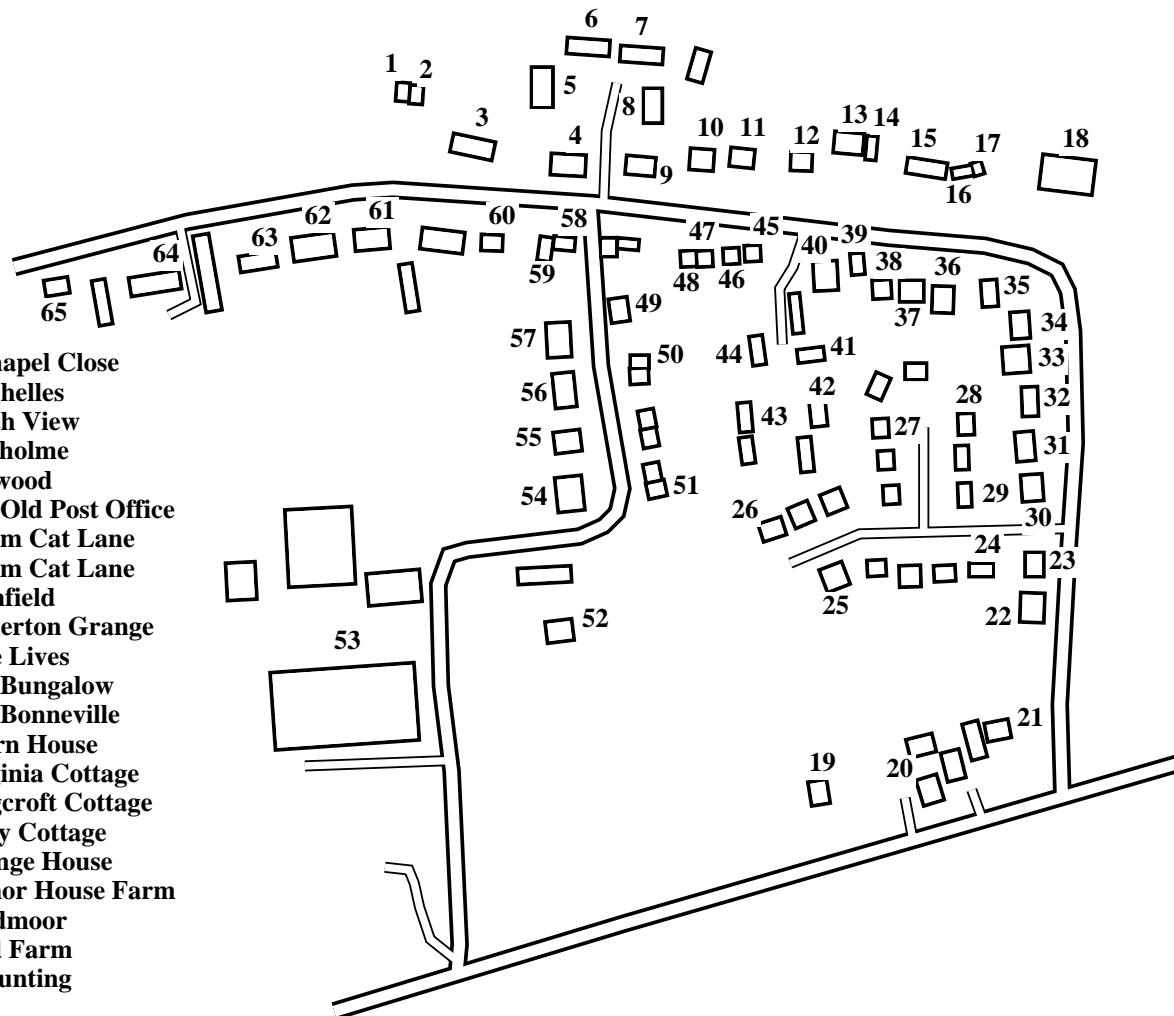 6 7
1 2
5
8
3
4
9
10 11 12 13 14 15 16 17 18
65 64 63 62 61 60 59 58
49
48 47 46 45
40 39 38 37 36 35
34
33
32
31
30
57
56
55
54
50
51
44 41
43 42
27 28
29
26
25 24 23
22
52
53
19 20 21
hapel Close
helles
th View
holme
wood
Old Post Office
m Cat Lane
m Cat Lane
nfield
erton Grange
e Lives
Bungalow
Bonneville
rn House
ginia Cottage
gcroft Cottage
y Cottage
nge House
nor House Farm
dmoor
l Farm
unting